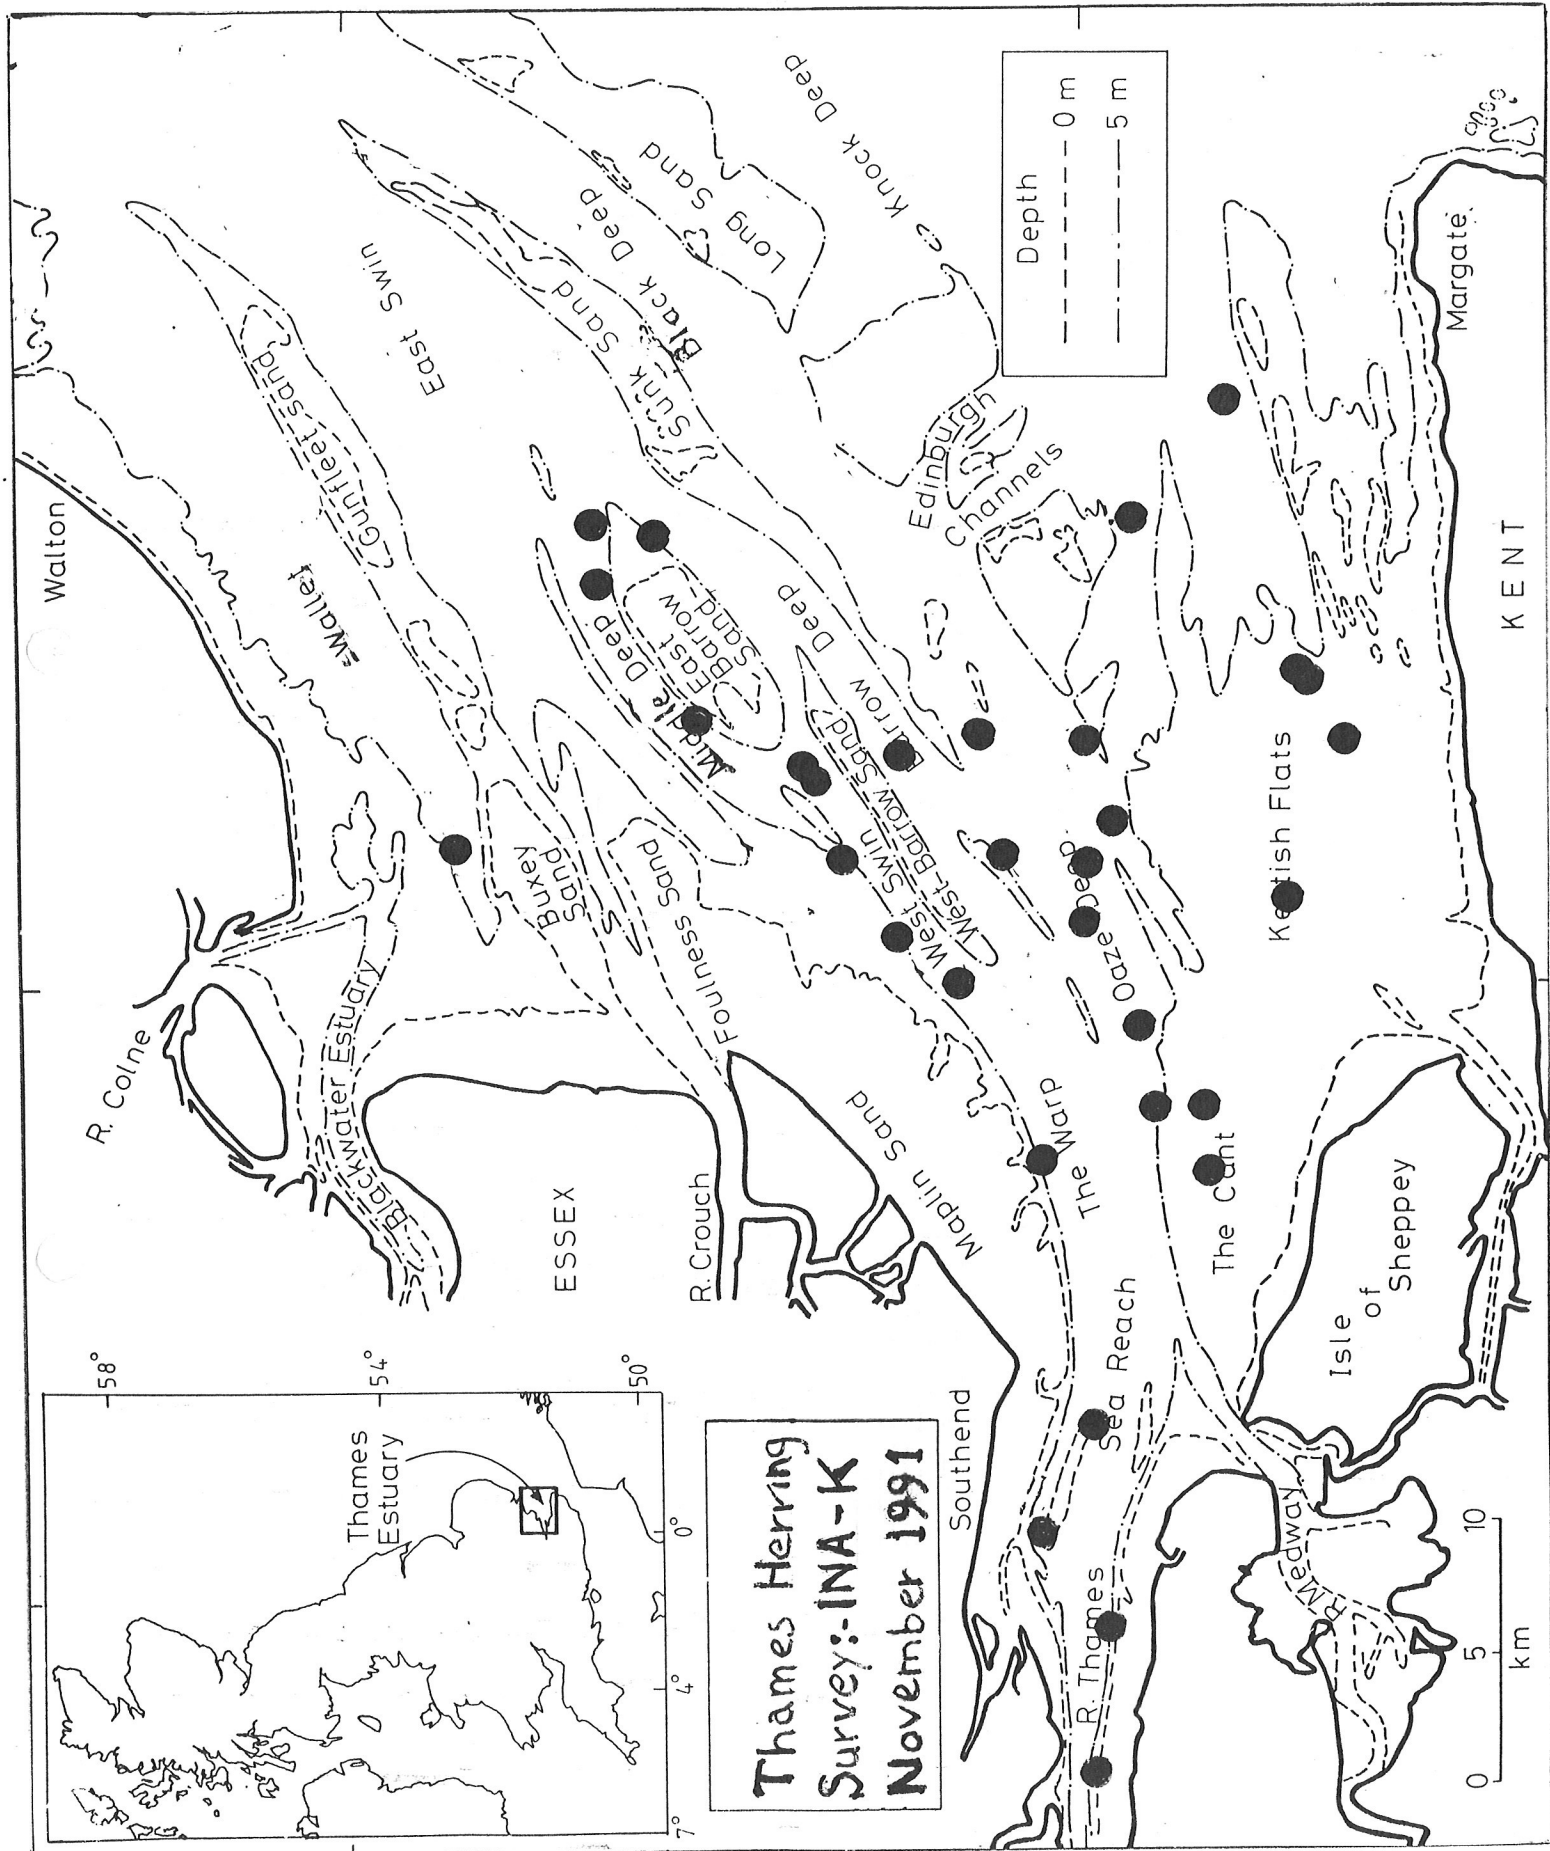 Thames Herring
Survey:-INA-K
November 1991
Thames
Estuary
58°
54°
50°
0°
4°
7°
Walton
R. Colne
Blackwater Estuary
ESSEX
R. Crouch
Wallet
Gunfleet sand
East Swin
Buxey
Sand
Foulness Sand
Middle Deep
East
Barrow
Sand
Sunk Sand
Black Deep
Long Sand
Knock Deep
Barrow Deep
West Swin
West Barrow Sand
Maplin Sand
Edinburgh
Channels
Southend
The Warp
Oaze Deep
Sea Reach
R. Thames
The Cant
Kentish Flats
Isle
of
Sheppey
R Medway
Margate
KENT
Depth
0 m
5 m
0 5 10
km